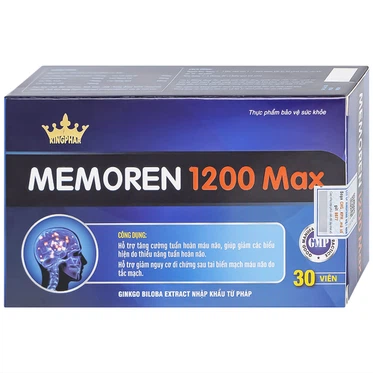 KINGPHAR
Thực phẩm bảo vệ sức khỏe
MEMOREN 1200 Max
CÔNG DỤNG:
Hỗ trợ tăng cường tuần hoàn máu não, giúp giảm các biểu
hiện do thiểu năng tuần hoàn não.
Hỗ trợ giảm nguy cơ di chứng sau tai biến mạch máu não do
tắc mạch.
GMP
30 VIÊN
GINKGO BILOBA EXTRACT NHẬP KHẨU TỪ PHÁP